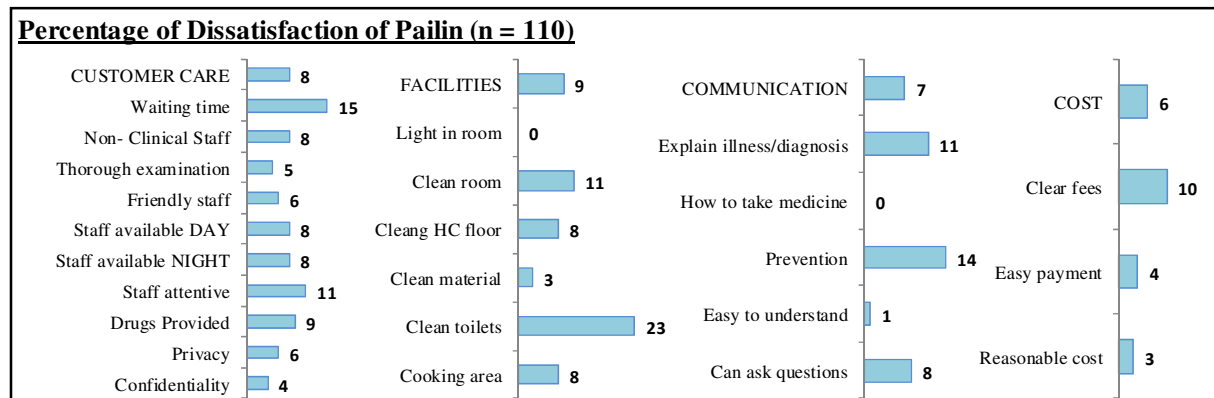 Percentage of Dissatisfaction of Pailin (n = 110)
CUSTOMER CARE 8
Waiting time 15
Non- Clinical Staff 8
Thorough examination 5
Friendly staff 6
Staff available DAY 8
Staff available NIGHT 8
Staff attentive 11
Drugs Provided 9
Privacy 6
Confidentiality 4
FACILITIES 9
Light in room 0
Clean room 11
Cleang HC floor 8
Clean material 3
Clean toilets 23
Cooking area 8
COMMUNICATION 7
Explain illness/diagnosis 11
How to take medicine 0
Prevention 14
Easy to understand 1
Can ask questions 8
COST 6
Clear fees 10
Easy payment 4
Reasonable cost 3